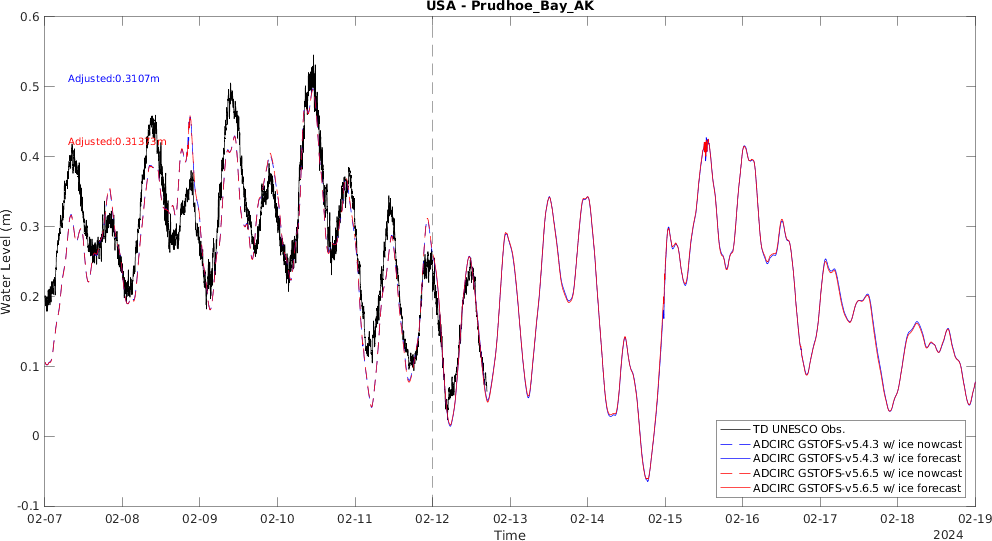 USA - Prudhoe_Bay_AK
0.6
0.5
0.4
0.3
0.2
0.1
0
-0.1
Water Level (m)
Adjusted:0.3107m
Adjusted:0.31373m
TD UNESCO Obs.
ADCIRC GSTOFS-v5.4.3 w/ ice nowcast
ADCIRC GSTOFS-v5.4.3 w/ ice forecast
ADCIRC GSTOFS-v5.6.5 w/ ice nowcast
ADCIRC GSTOFS-v5.6.5 w/ ice forecast
02-07 02-08 02-09 02-10 02-11 02-12 02-13 02-14 02-15 02-16 02-17 02-18 02-19
Time
2024